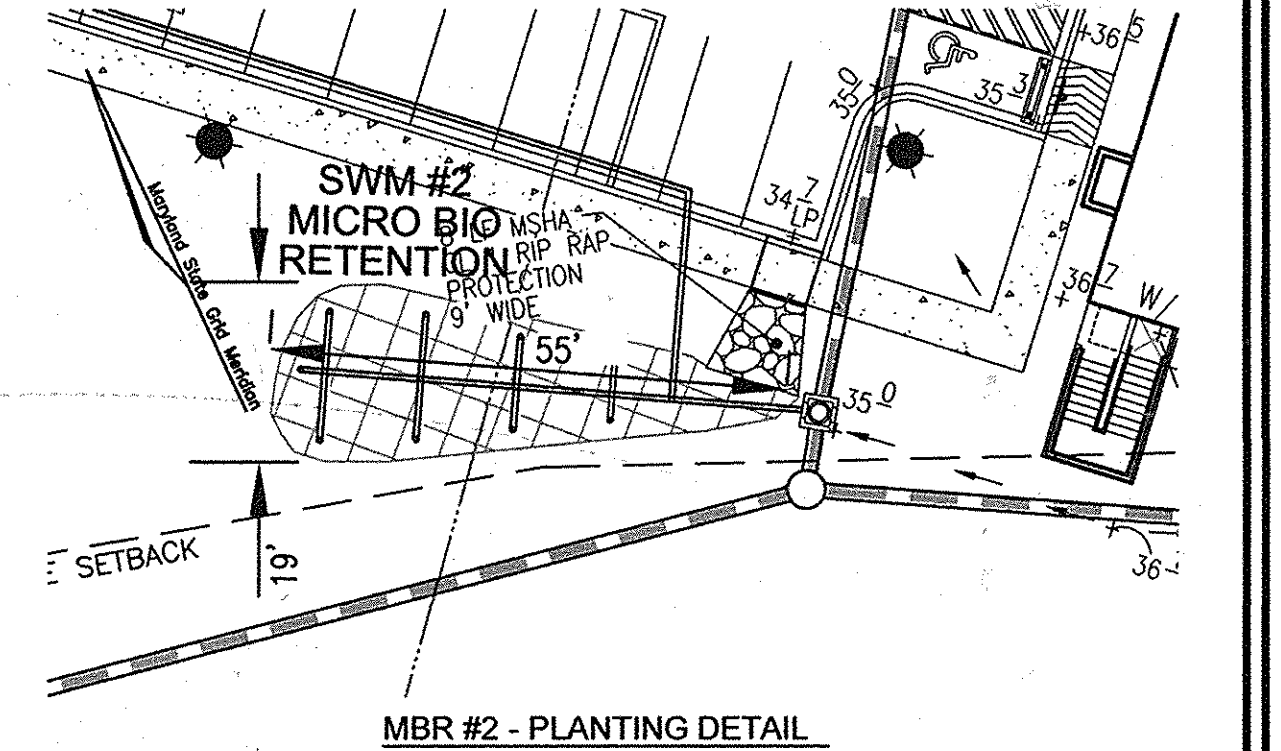 +36 5
35 3
35 0
34 7
LP
+
SWM #2
MICRO BIO
RETENTION
8 LF MSHA
RIP RAP
PROTECTION
9' WIDE
Maryland State Grid Meridian
55'
36 7
+
W/
35 0
SETBACK
19'
36
MBR #2 - PLANTING DETAIL